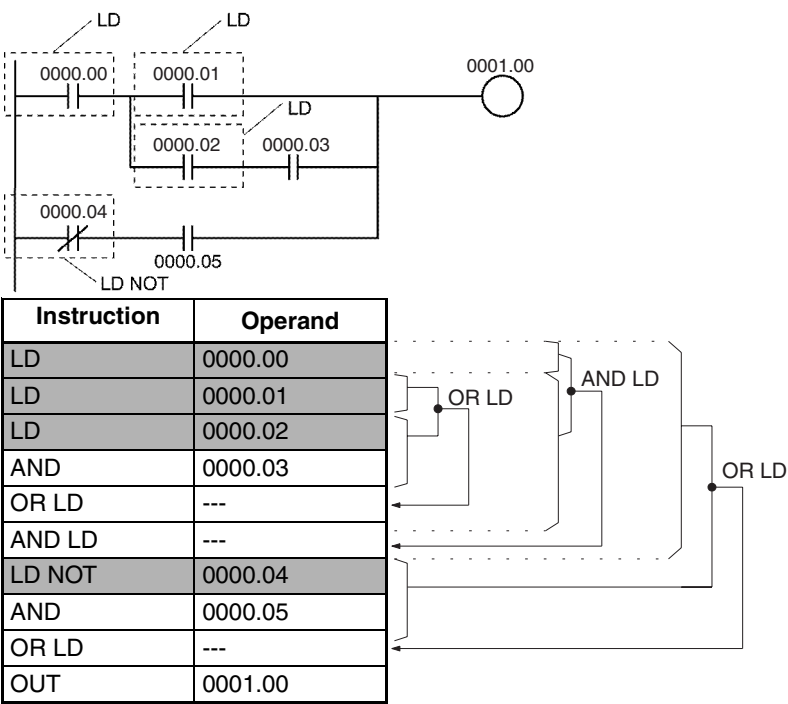 LD LD
0000.00 0000.01 0001.00
LD
0000.02 0000.03
0000.04
0000.05
LD NOT
Instruction Operand
LD 0000.00
LD 0000.01
LD 0000.02
AND 0000.03
OR LD ---
AND LD ---
LD NOT 0000.04
AND 0000.05
OR LD ---
OUT 0001.00
AND LD
OR LD
OR LD